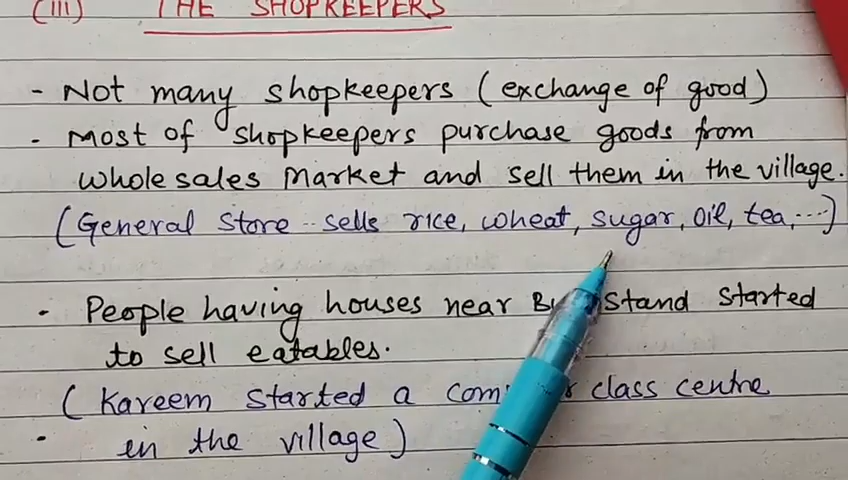 (iii) THE SHOPKEEPERS
- Not many shopkeepers (exchange of good)
- Most of shopkeepers purchase goods from
whole sales Market and sell them in the village.
(General store .. sells rice, wheat, sugar, oil, tea, ...)
- People having houses near stand started
to sell eatables.
(Kareem started a class centre
in the village)